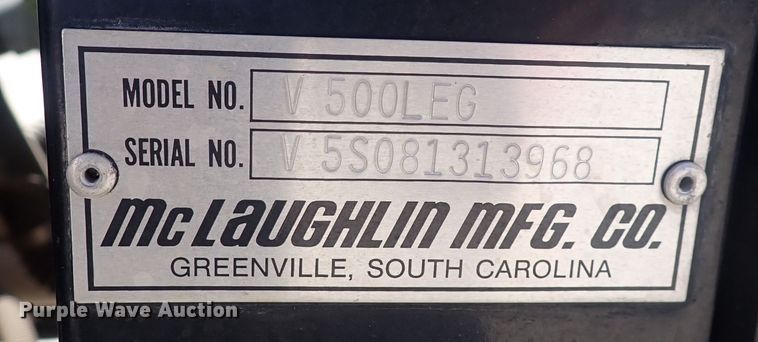 MODEL NO. V 500LEG
SERIAL NO. V 5S081313968
McLAUGHLIN MFG. CO.
GREENVILLE, SOUTH CAROLINA
Purple Wave Auction